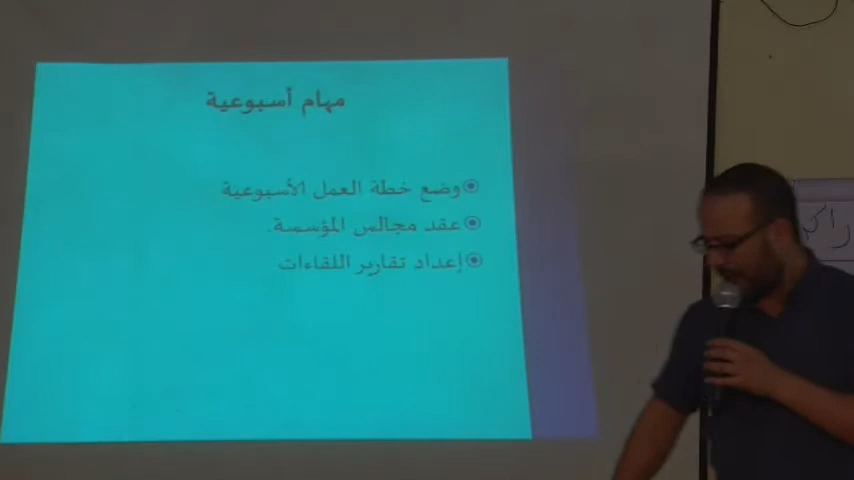 مهام أسبوعية
وضع خطة العمل الأسبوعية
عقد مجالس المؤسسة.
إعداد تقارير اللقاءات